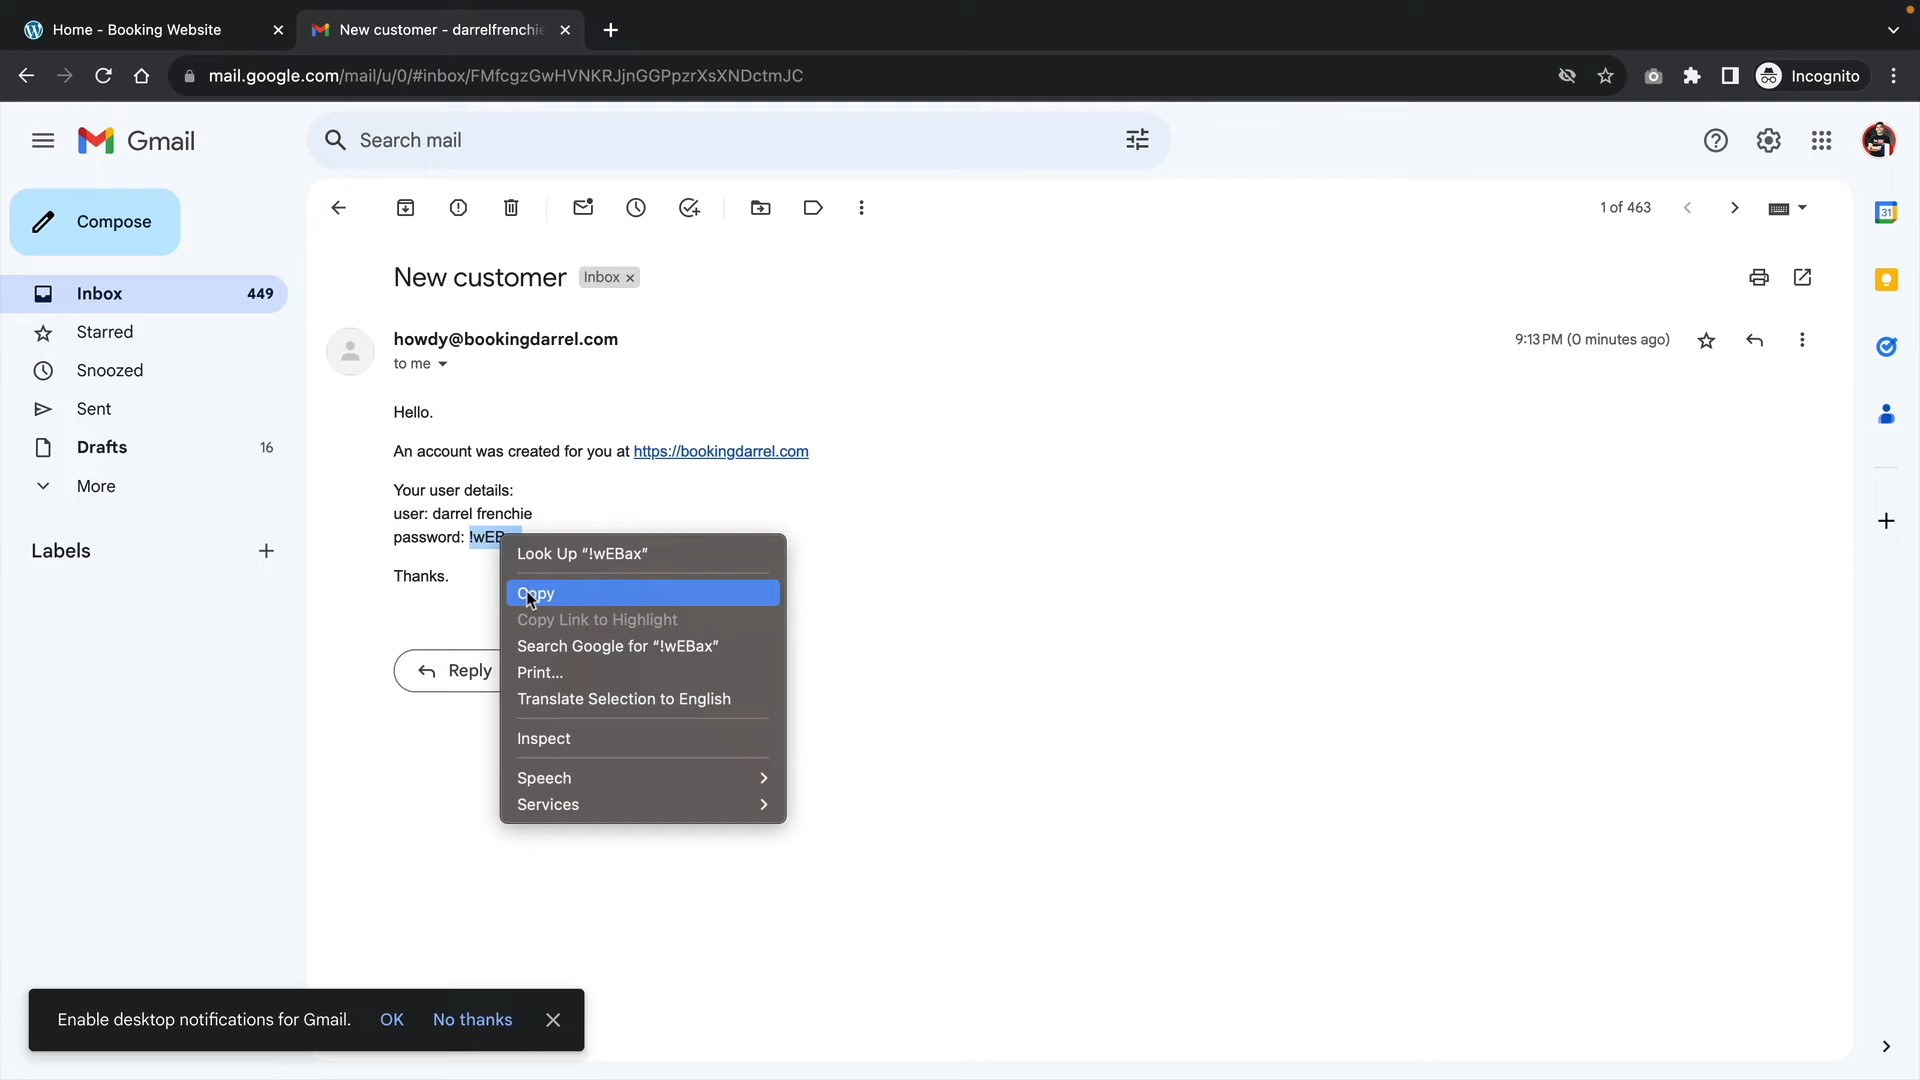 Home - Booking Website
New customer - darrelfrenchie
mail.google.com/mail/u/0/#inbox/FMfcgzGwHVNKRJjnGGPpzrXsXNDctmJC
Incognito
Gmail
Search mail
Compose
1 of 463
New customer
Inbox
Inbox 449
Starred
Snoozed
Sent
Drafts 16
More
Labels
howdy@bookingdarrel.com
9:13 PM (0 minutes ago)
to me
Hello.
An account was created for you at https://bookingdarrel.com
Your user details:
user: darrel frenchie
password: !wEB
Thanks.
Look Up “!wEBax”
Copy
Copy Link to Highlight
Search Google for “!wEBax”
Print...
Translate Selection to English
Inspect
Speech
Services
Reply
Enable desktop notifications for Gmail. OK No thanks
31